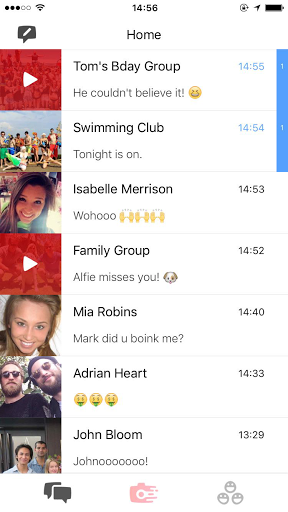 14:56
Home
Tom's Bday Group 14:55
He couldn't believe it! 😄
1
Swimming Club 14:54
Tonight is on.
1
Isabelle Merrison 14:53
Wohooo 🙌🙌🙌
Family Group 14:52
Alfie misses you! 🐶
Mia Robins 14:40
Mark did u boink me?
Adrian Heart 14:33
🤑🤑🤑
John Bloom 13:29
Johnooooooo!